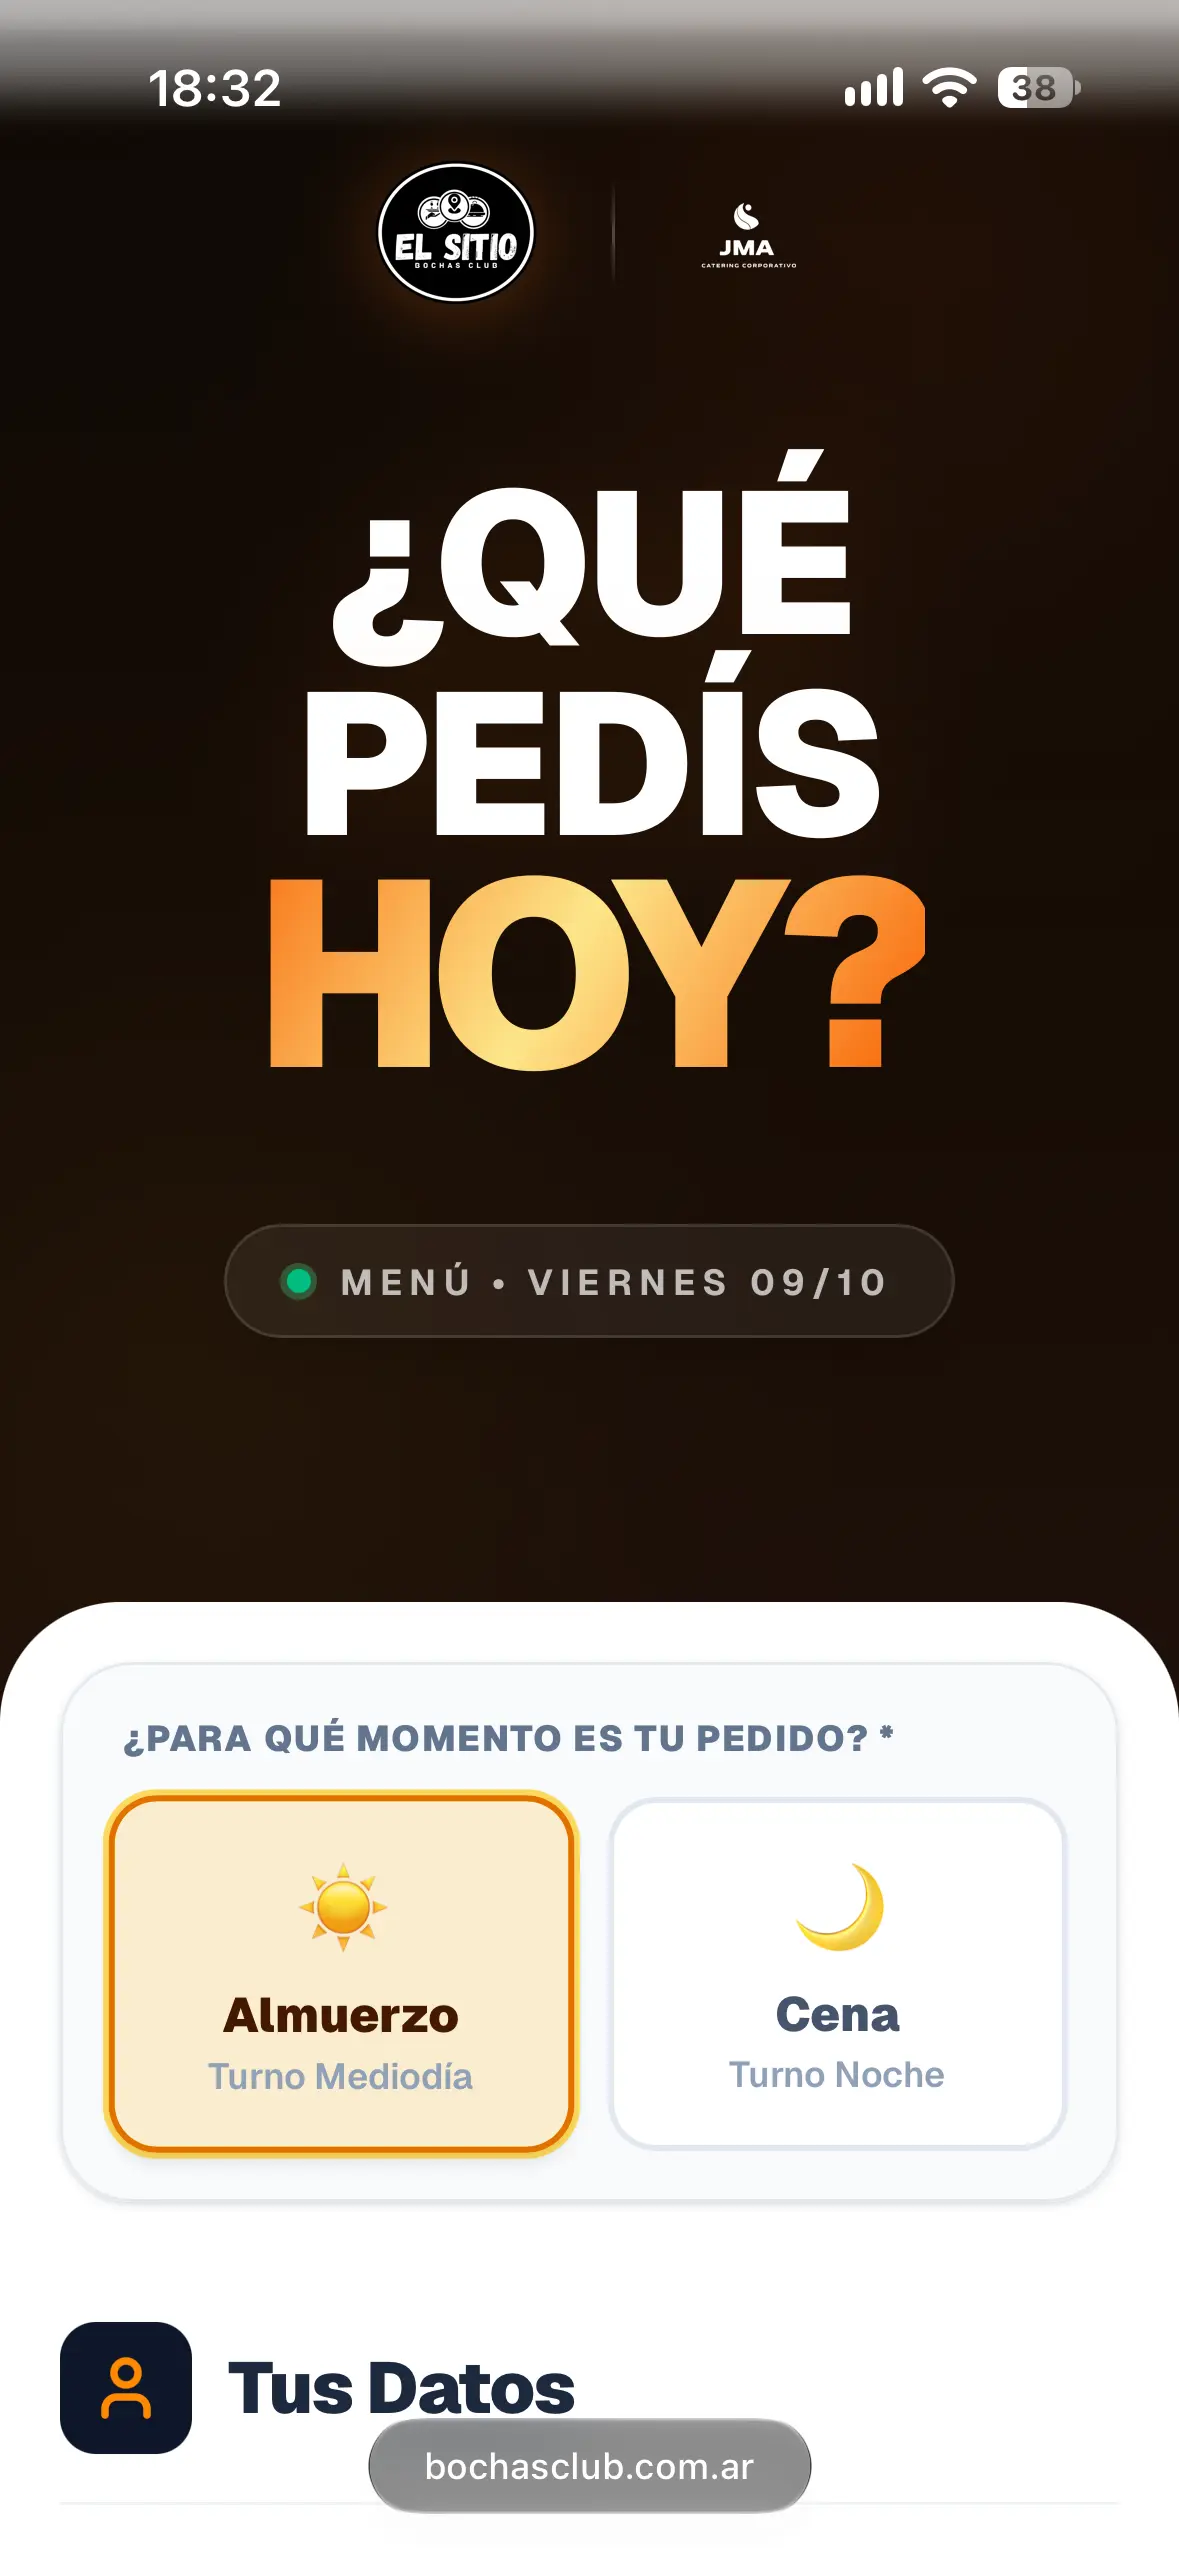 18:32
38
EL SITIO
BOCHAS CLUB
JMA
CATERING CORPORATIVO
¿QUÉ
PEDÍS
HOY?
MENÚ • VIERNES 09/10
¿PARA QUÉ MOMENTO ES TU PEDIDO? *
Almuerzo
Turno Mediodía
Cena
Turno Noche
Tus Datos
bochasclub.com.ar